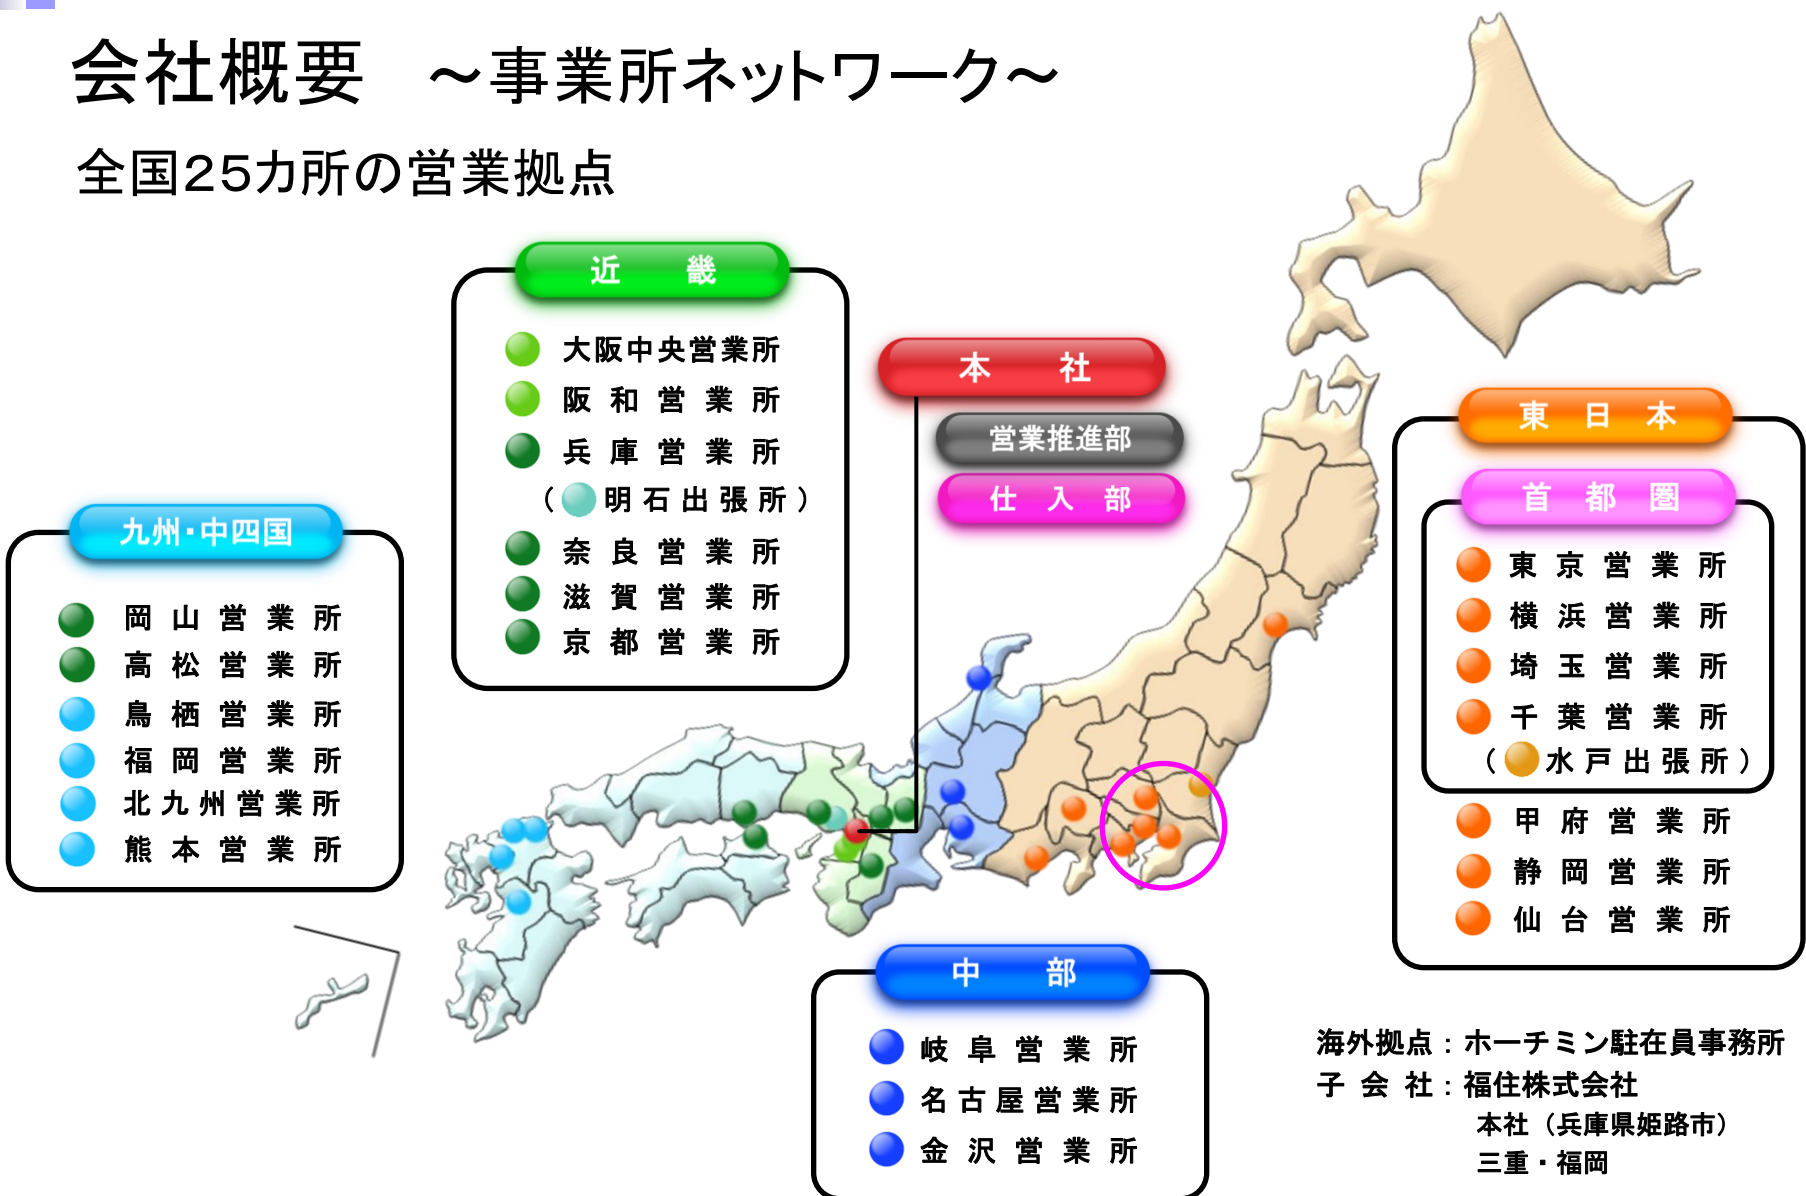 会社概要　～事業所ネットワーク～
全国25カ所の営業拠点
近畿
大阪中央営業所
阪和営業所
兵庫営業所
（明石出張所）
奈良営業所
滋賀営業所
京都営業所
本社
営業推進部
仕入部
東日本
首都圏
東京営業所
横浜営業所
埼玉営業所
千葉営業所
（水戸出張所）
甲府営業所
静岡営業所
仙台営業所
九州・中四国
岡山営業所
高松営業所
鳥栖営業所
福岡営業所
北九州営業所
熊本営業所
中部
岐阜営業所
名古屋営業所
金沢営業所
海外拠点：ホーチミン駐在員事務所
子会社：福住株式会社
本社（兵庫県姫路市）
三重・福岡